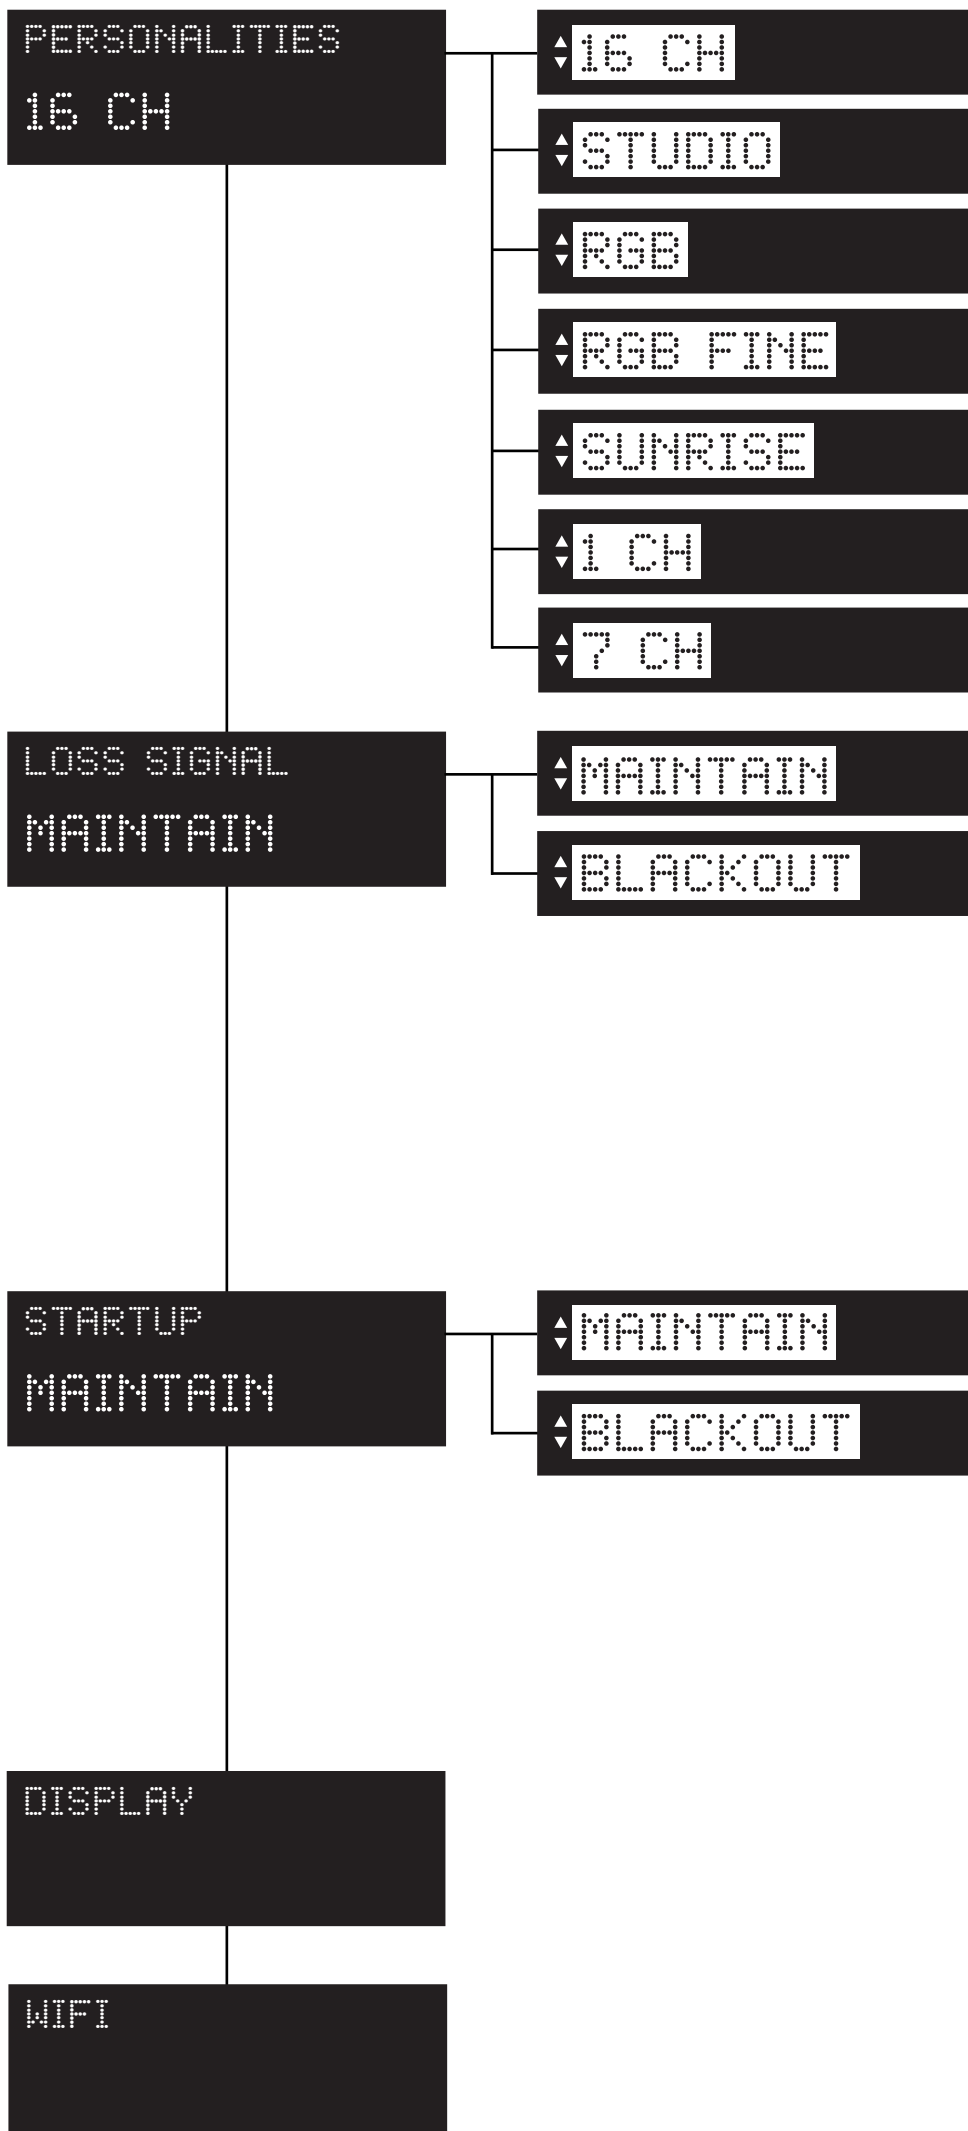 PERSONALITIES
16 CH
16 CH
STUDIO
RGB
RGB FINE
SUNRISE
1 CH
7 CH
LOSS SIGNAL
MAINTAIN
MAINTAIN
BLACKOUT
STARTUP
MAINTAIN
MAINTAIN
BLACKOUT
DISPLAY
WIFI